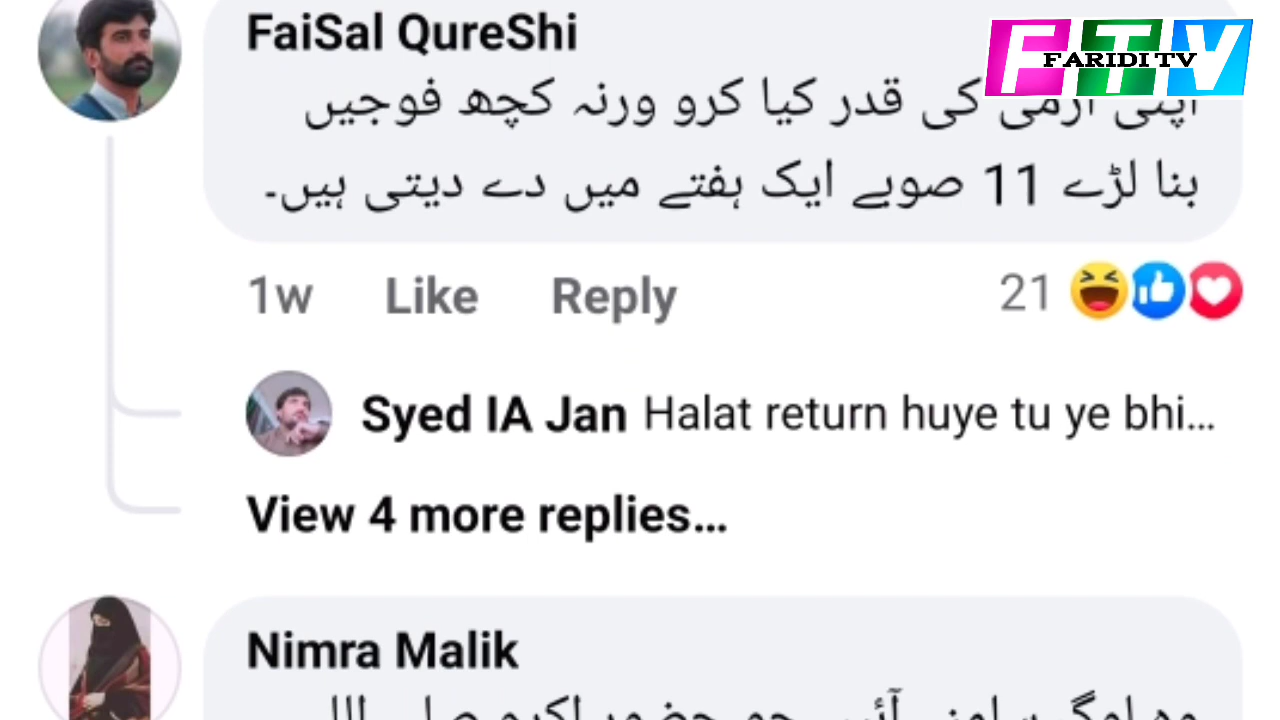 FaiSal QureShi
FTV
FARIDI TV
اپنی آرمی کی قدر کیا کرو ورنہ کچھ فوجیں
بنا لڑے 11 صوبے ایک ہفتے میں دے دیتی ہیں۔
1w Like Reply 21
Syed IA Jan Halat return huye tu ye bhi...
View 4 more replies...
Nimra Malik